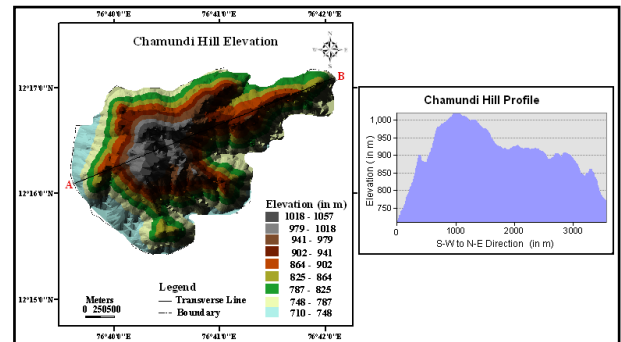 76°40'0"E 76°41'0"E 76°42'0"E
Chamundi Hill Elevation
N
W E
S
B
12°17'0"N
A
12°16'0"N
12°15'0"N
Elevation (in m)
1018 - 1057
979 - 1018
941 - 979
902 - 941
864 - 902
825 - 864
787 - 825
748 - 787
710 - 748
Legend
Transverse Line
Boundary
Meters
0 250500
76°40'0"E 76°41'0"E 76°42'0"E
Chamundi Hill Profile
Elevation ( in m)
1,000
950
900
850
800
750
0 1000 2000 3000
S-W to N-E Direction (in m)